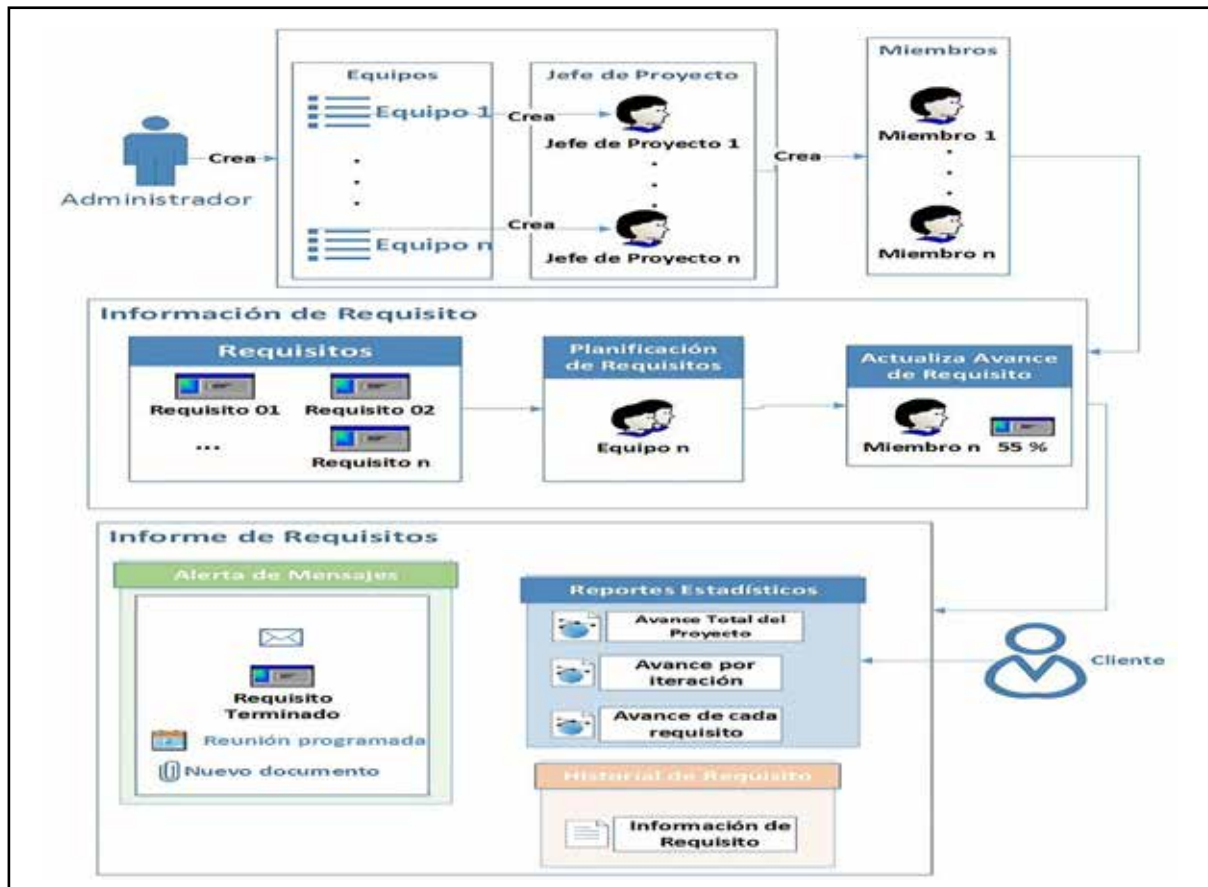 Equipos
Equipo 1
Equipo n
Jefe de Proyecto
Jefe de Proyecto 1
Jefe de Proyecto n
Crea
Crea
Miembros
Miembro 1
Miembro n
Crea
Crea
Administrador
Información de Requisito
Requisitos
Requisito 01
Requisito 02
...
Requisito n
Planificación
de Requisitos
Equipo n
Actualiza Avance
de Requisito
Miembro n
55 %
Informe de Requisitos
Alerta de Mensajes
Requisito
Terminado
Reunión programada
Nuevo documento
Reportes Estadísticos
Avance Total del
Proyecto
Avance por
iteración
Avance de cada
requisito
Historial de Requisito
Información de
Requisito
Cliente